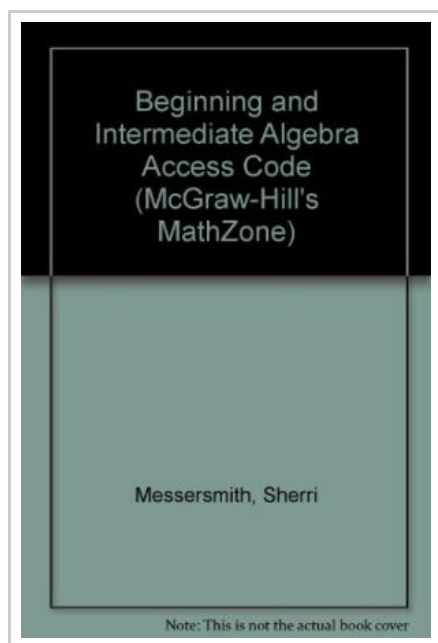 Beginning and
Intermediate Algebra
Access Code
(McGraw-Hill's
MathZone)
Messersmith, Sherri
Note: This is not the actual book cover